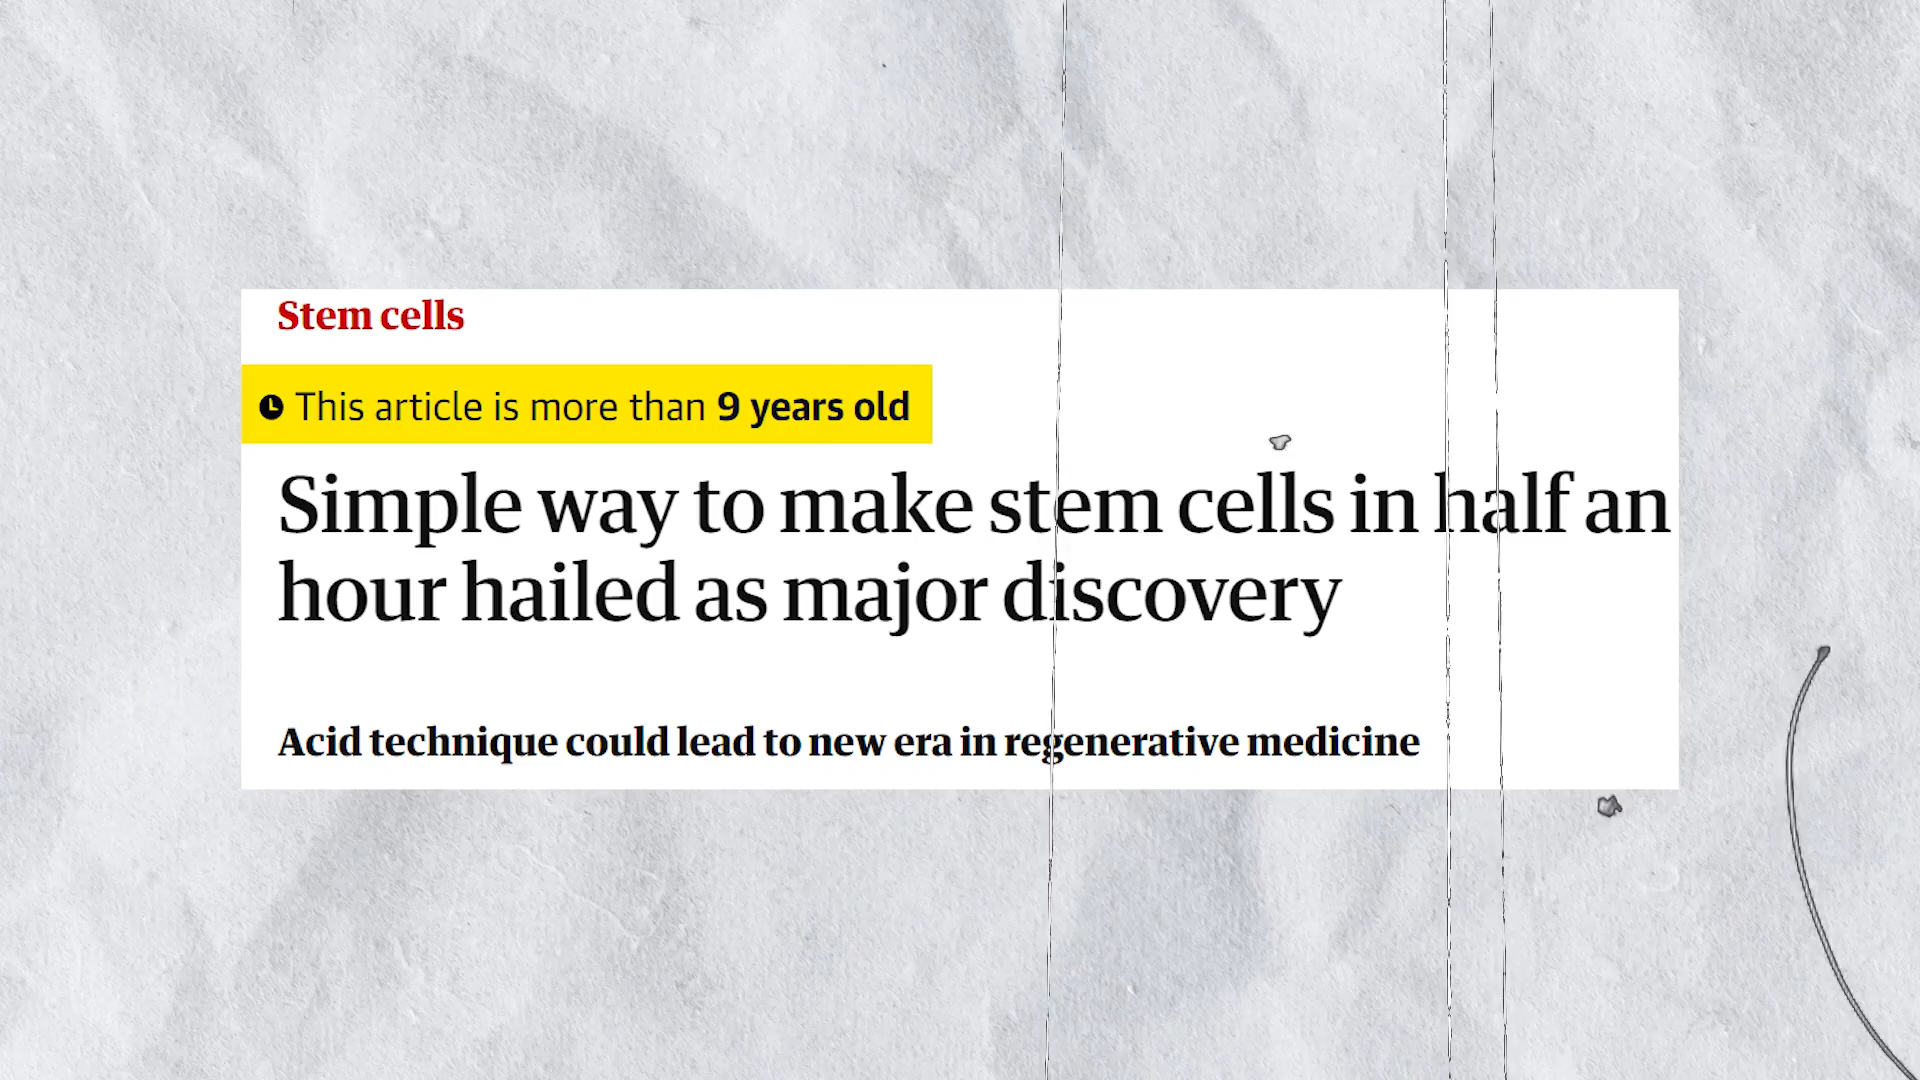 Stem cells
This article is more than 9 years old
Simple way to make stem cells in half an
hour hailed as major discovery
Acid technique could lead to new era in regenerative medicine